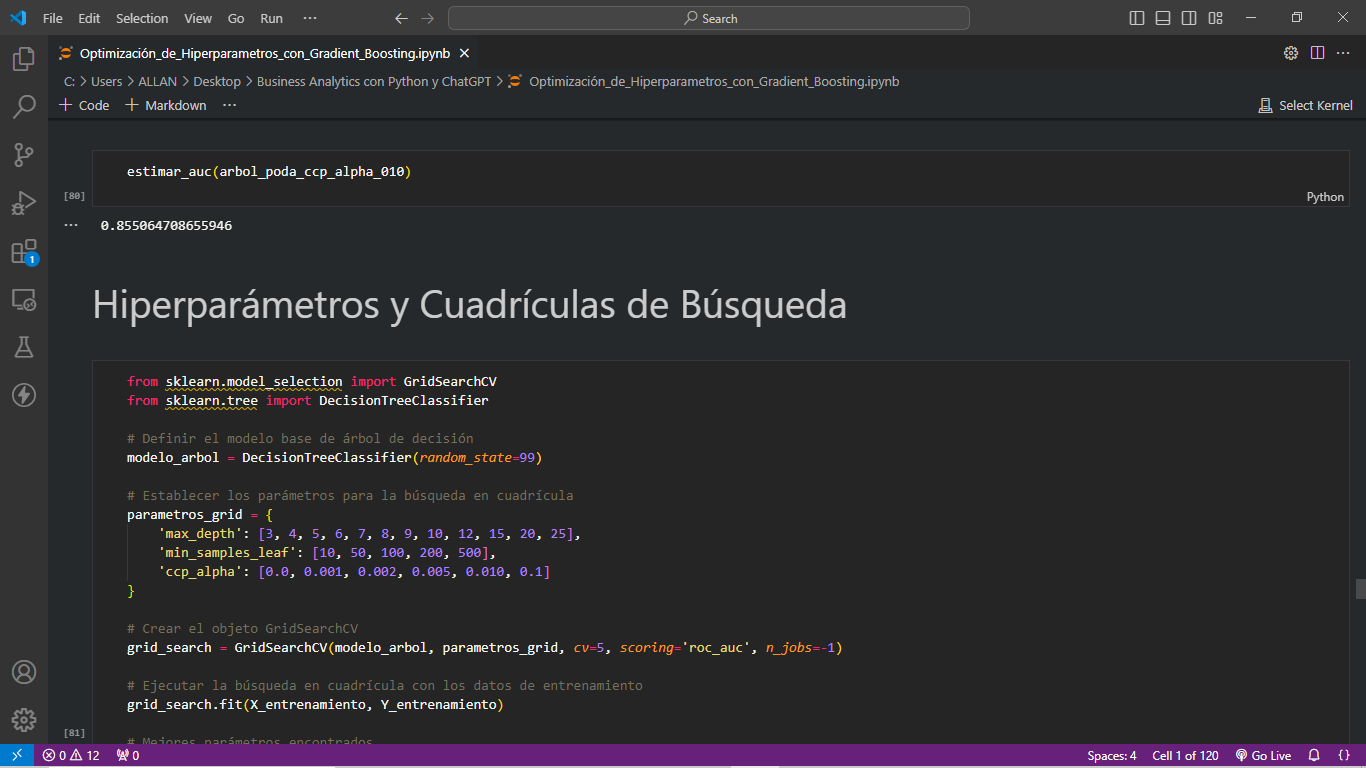 File Edit Selection View Go Run ··· Search
Optimización_de_Hiperparametros_con_Gradient_Boosting.ipynb
C: > Users > ALLAN > Desktop > Business Analytics con Python y ChatGPT > Optimización_de_Hiperparametros_con_Gradient_Boosting.ipynb
+ Code + Markdown ··· Select Kernel
estimar_auc(arbol_poda_ccp_alpha_010)
[80]
Python
··· 0.855064708655946
Hiperparámetros y Cuadrículas de Búsqueda
from sklearn.model_selection import GridSearchCV
from sklearn.tree import DecisionTreeClassifier
# Definir el modelo base de árbol de decisión
modelo_arbol = DecisionTreeClassifier(random_state=99)
# Establecer los parámetros para la búsqueda en cuadrícula
parametros_grid = {
'max_depth': [3, 4, 5, 6, 7, 8, 9, 10, 12, 15, 20, 25],
'min_samples_leaf': [10, 50, 100, 200, 500],
'ccp_alpha': [0.0, 0.001, 0.002, 0.005, 0.010, 0.1]
}
# Crear el objeto GridSearchCV
grid_search = GridSearchCV(modelo_arbol, parametros_grid, cv=5, scoring='roc_auc', n_jobs=-1)
# Ejecutar la búsqueda en cuadrícula con los datos de entrenamiento
grid_search.fit(X_entrenamiento, Y_entrenamiento)
[81]
# Mejores parámetros encontrados
1
0 12 0 Spaces: 4 Cell 1 of 120 Go Live {}